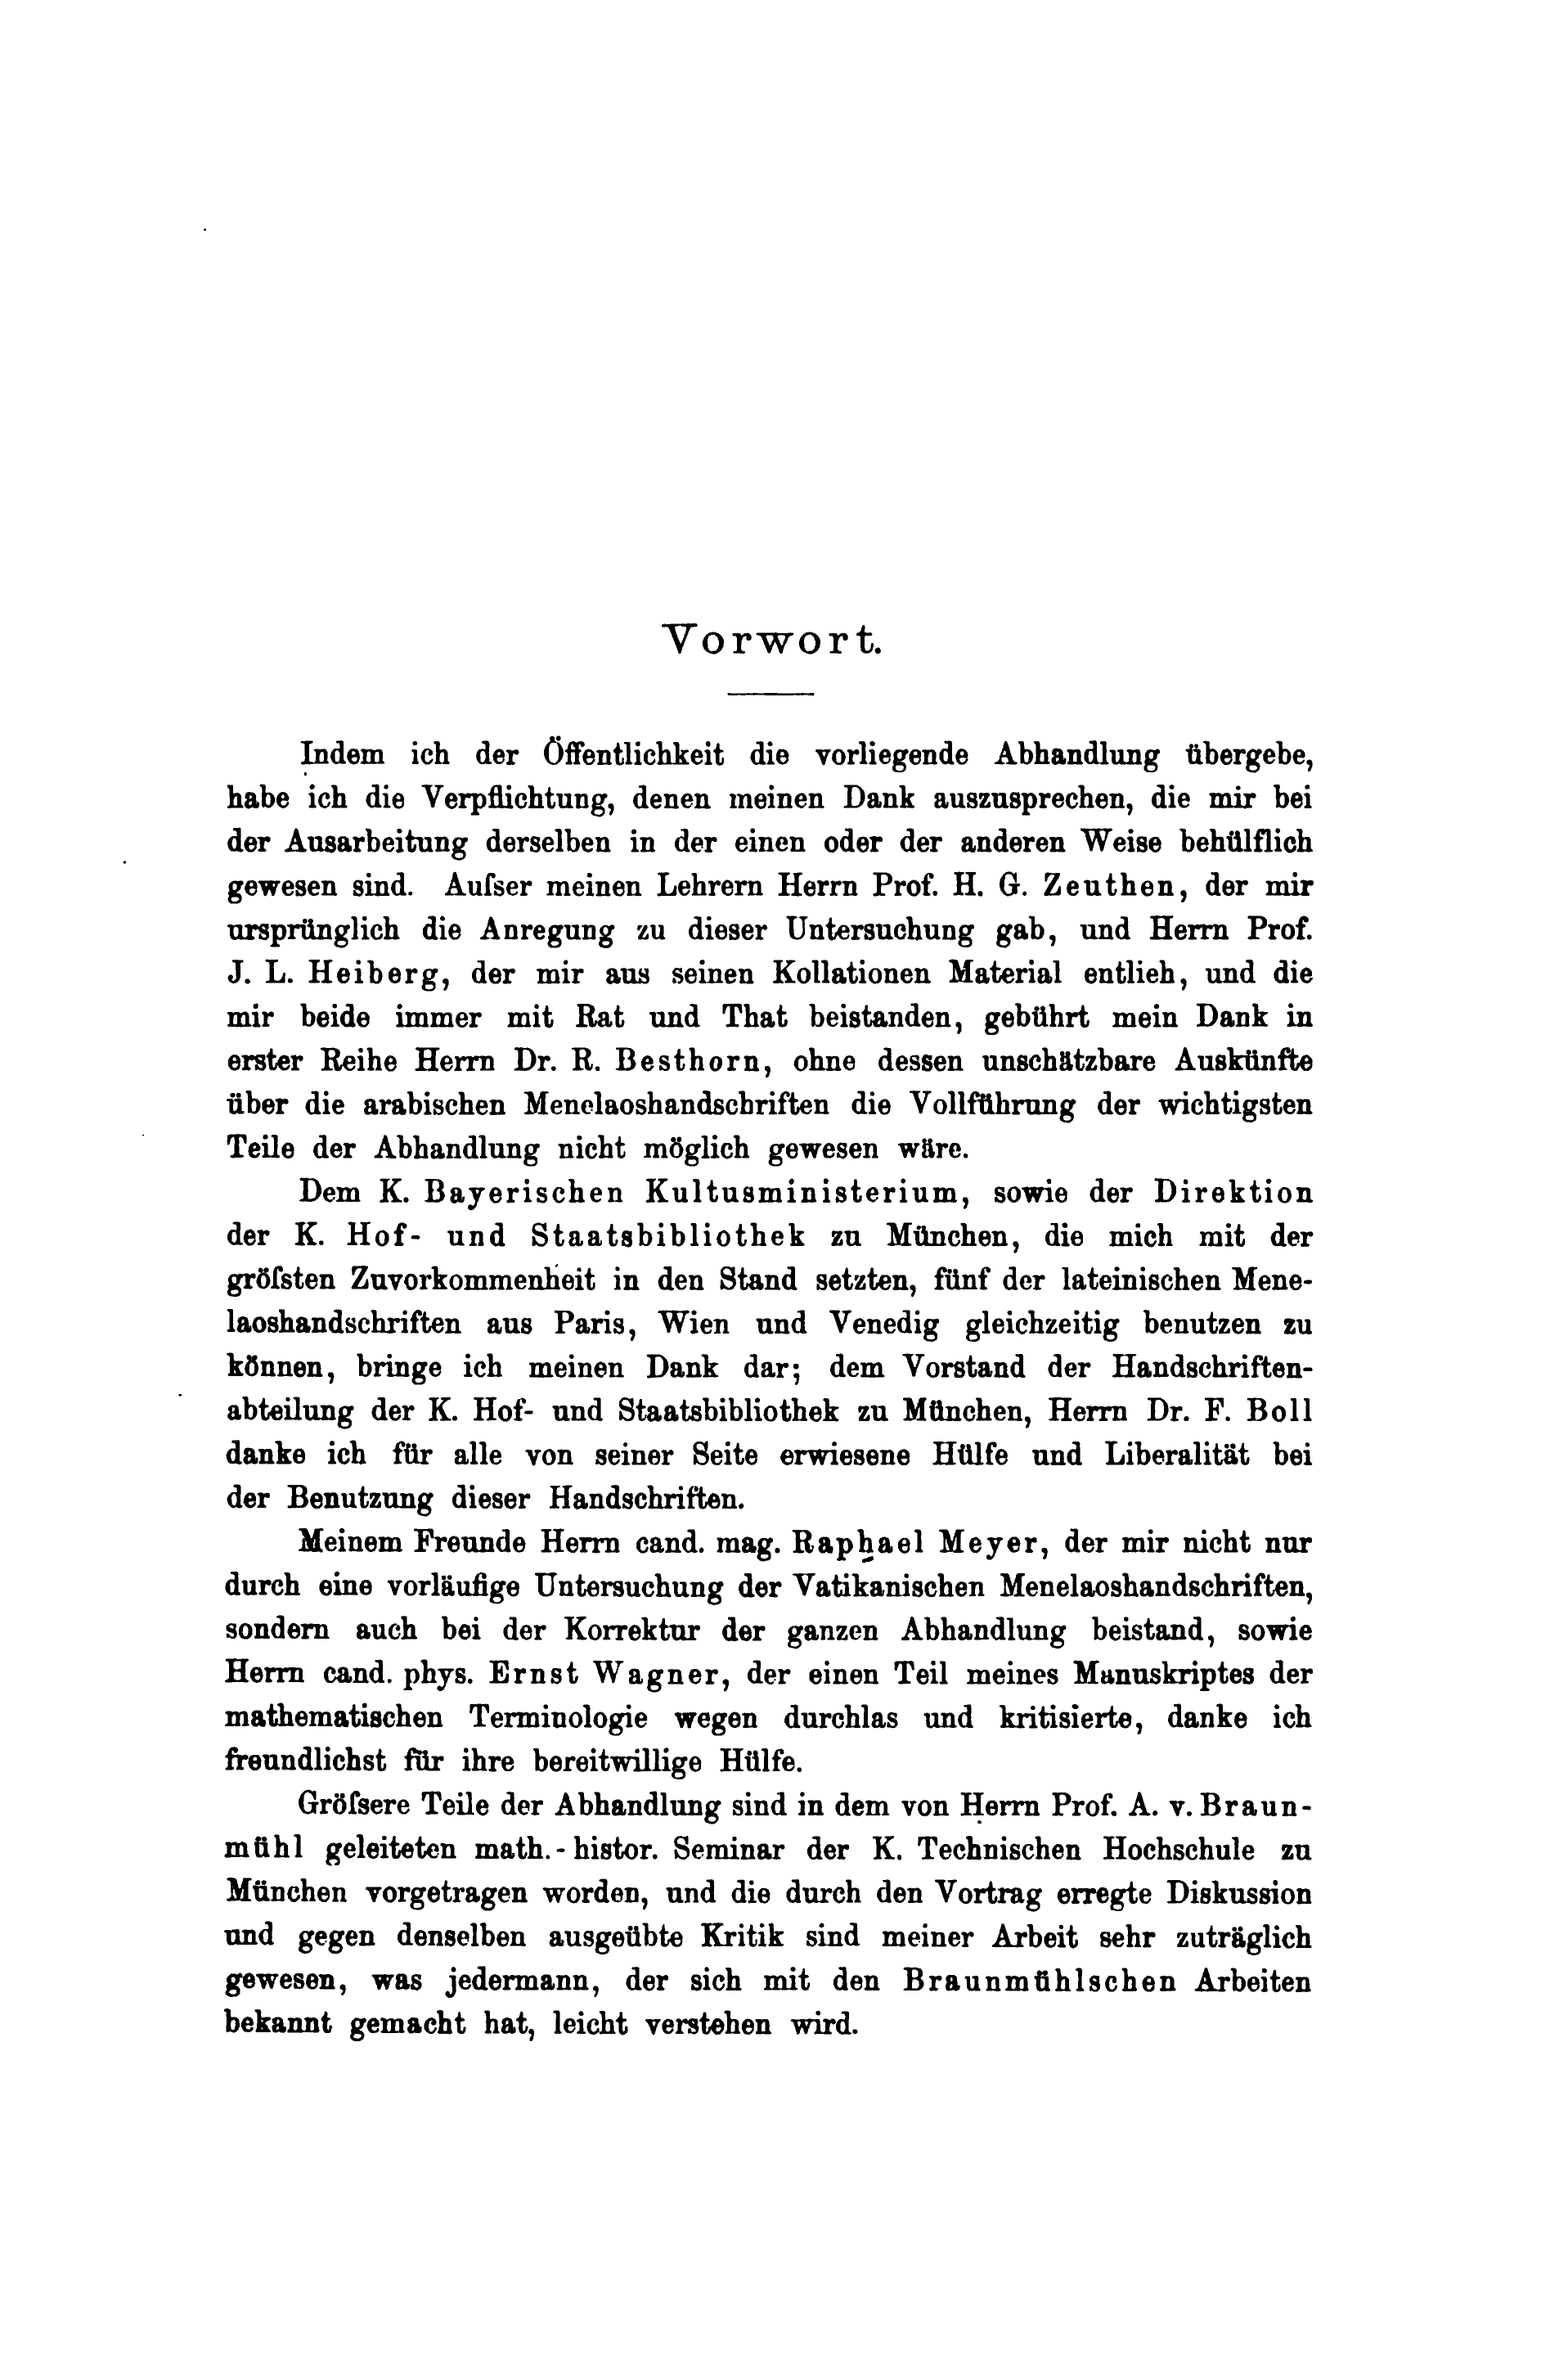 Vorwort.
Indem ich der Öffentlichkeit die vorliegende Abhandlung übergebe,
habe ich die Verpflichtung, denen meinen Dank auszusprechen, die mir bei
der Ausarbeitung derselben in der einen oder der anderen Weise behülflich
gewesen sind. Auſser meinen Lehrern Herrn Prof. H. G. Zeuthen, der mir
ursprünglich die Anregung zu dieser Untersuchung gab, und Herrn Prof.
J. L. Heiberg, der mir aus seinen Kollationen Material entlieh, und die
mir beide immer mit Rat und That beistanden, gebührt mein Dank in
erster Reihe Herrn Dr. R. Besthorn, ohne dessen unschätzbare Auskünfte
über die arabischen Menelaoshandschriften die Vollführung der wichtigsten
Teile der Abhandlung nicht möglich gewesen wäre.
Dem K. Bayerischen Kultusministerium, sowie der Direktion
der K. Hof- und Staatsbibliothek zu München, die mich mit der
gröſsten Zuvorkommenheit in den Stand setzten, fünf der lateinischen Mene-
laoshandschriften aus Paris, Wien und Venedig gleichzeitig benutzen zu
können, bringe ich meinen Dank dar; dem Vorstand der Handschriften-
abteilung der K. Hof- und Staatsbibliothek zu München, Herrn Dr. F. Boll
danke ich für alle von seiner Seite erwiesene Hülfe und Liberalität bei
der Benutzung dieser Handschriften.
Meinem Freunde Herrn cand. mag. Raphael Meyer, der mir nicht nur
durch eine vorläufige Untersuchung der Vatikanischen Menelaoshandschriften,
sondern auch bei der Korrektur der ganzen Abhandlung beistand, sowie
Herrn cand. phys. Ernst Wagner, der einen Teil meines Manuskriptes der
mathematischen Terminologie wegen durchlas und kritisierte, danke ich
freundlichst für ihre bereitwillige Hülfe.
Gröſsere Teile der Abhandlung sind in dem von Herrn Prof. A. v. Braun-
mühl geleiteten math.-histor. Seminar der K. Technischen Hochschule zu
München vorgetragen worden, und die durch den Vortrag erregte Diskussion
und gegen denselben ausgeübte Kritik sind meiner Arbeit sehr zuträglich
gewesen, was jedermann, der sich mit den Braunmühlschen Arbeiten
bekannt gemacht hat, leicht verstehen wird.